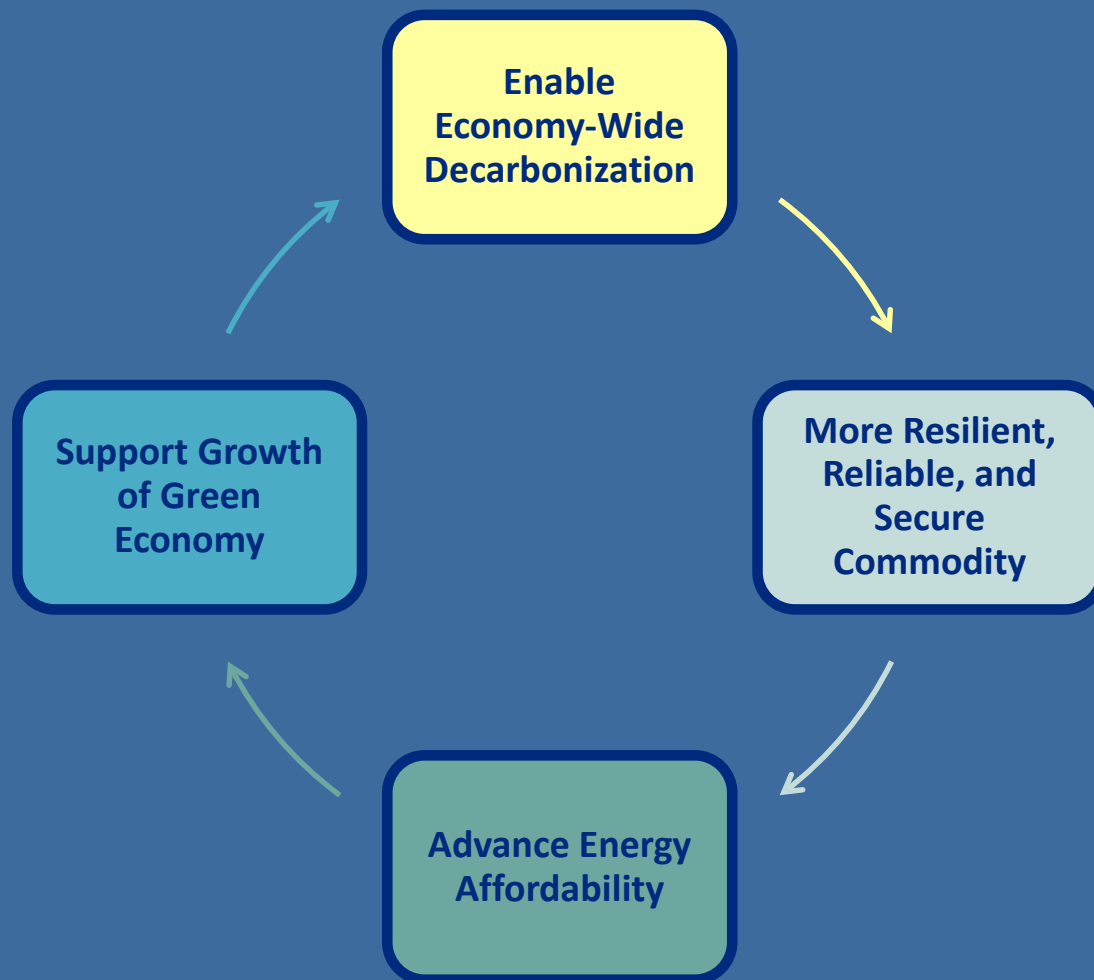 Enable
Economy-Wide
Decarbonization
More Resilient,
Reliable, and
Secure
Commodity
Advance Energy
Affordability
Support Growth
of Green
Economy